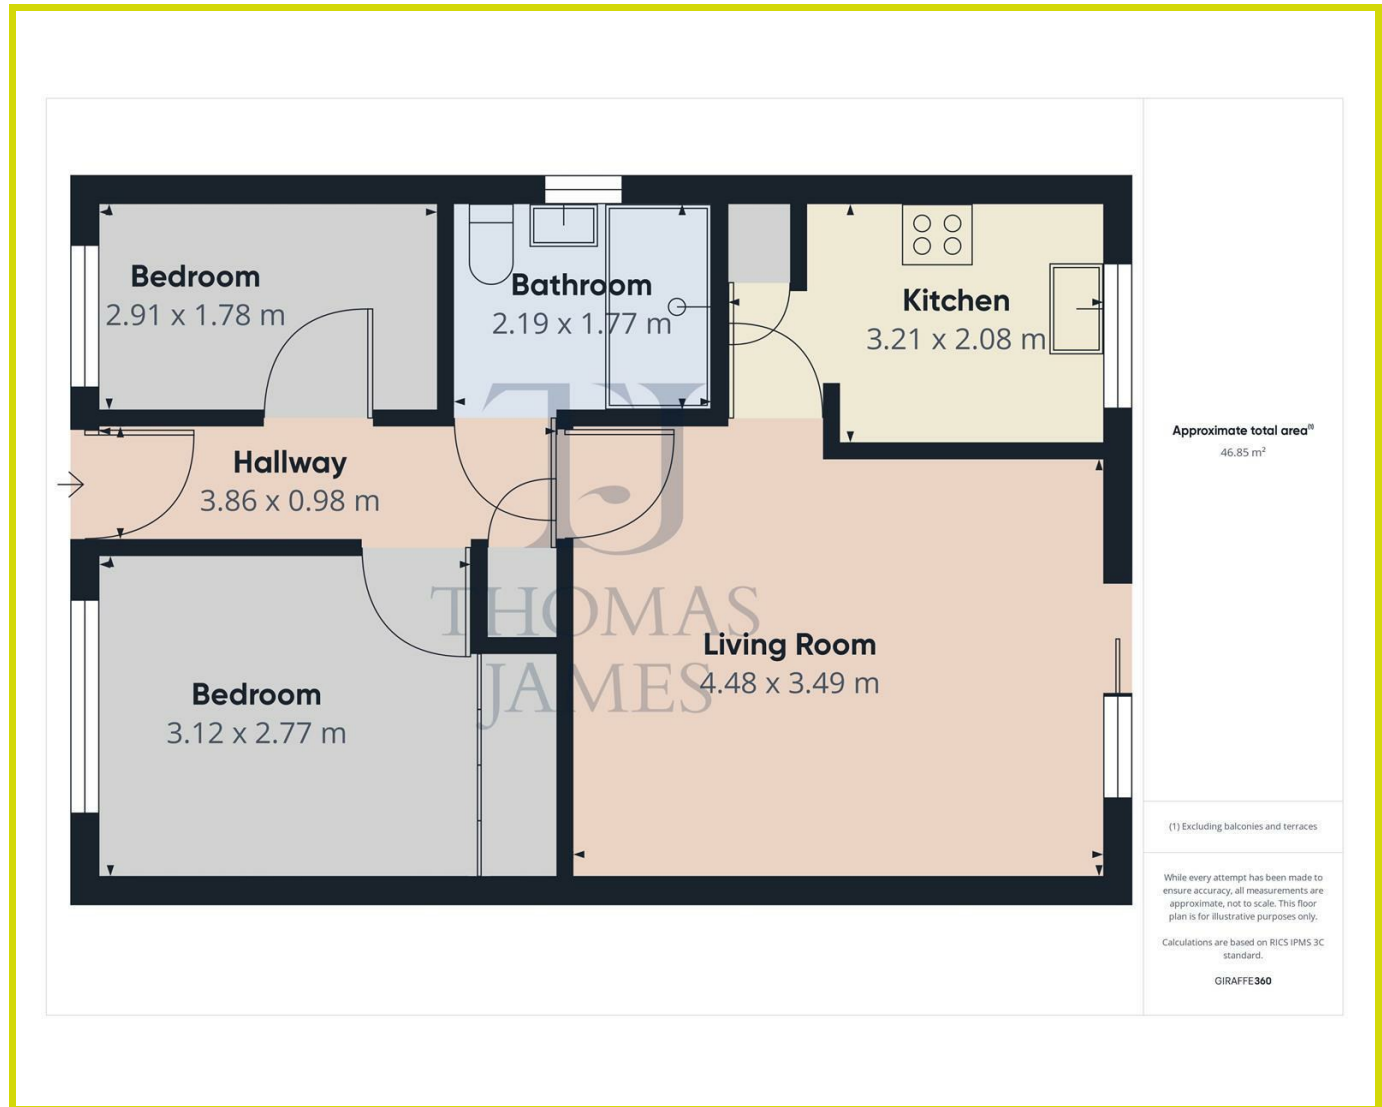 Bedroom
2.91 x 1.78 m
Bathroom
2.19 x 1.77 m
Kitchen
3.21 x 2.08 m
Hallway
3.86 x 0.98 m
Bedroom
3.12 x 2.77 m
Living Room
4.48 x 3.49 m
TJ
THOMAS
JAMES
Approximate total area⁽¹⁾
46.85 m²
(1) Excluding balconies and terraces
While every attempt has been made to
ensure accuracy, all measurements are
approximate, not to scale. This floor
plan is for illustrative purposes only.
Calculations are based on RICS IPMS 3C
standard.
GIRAFFE360